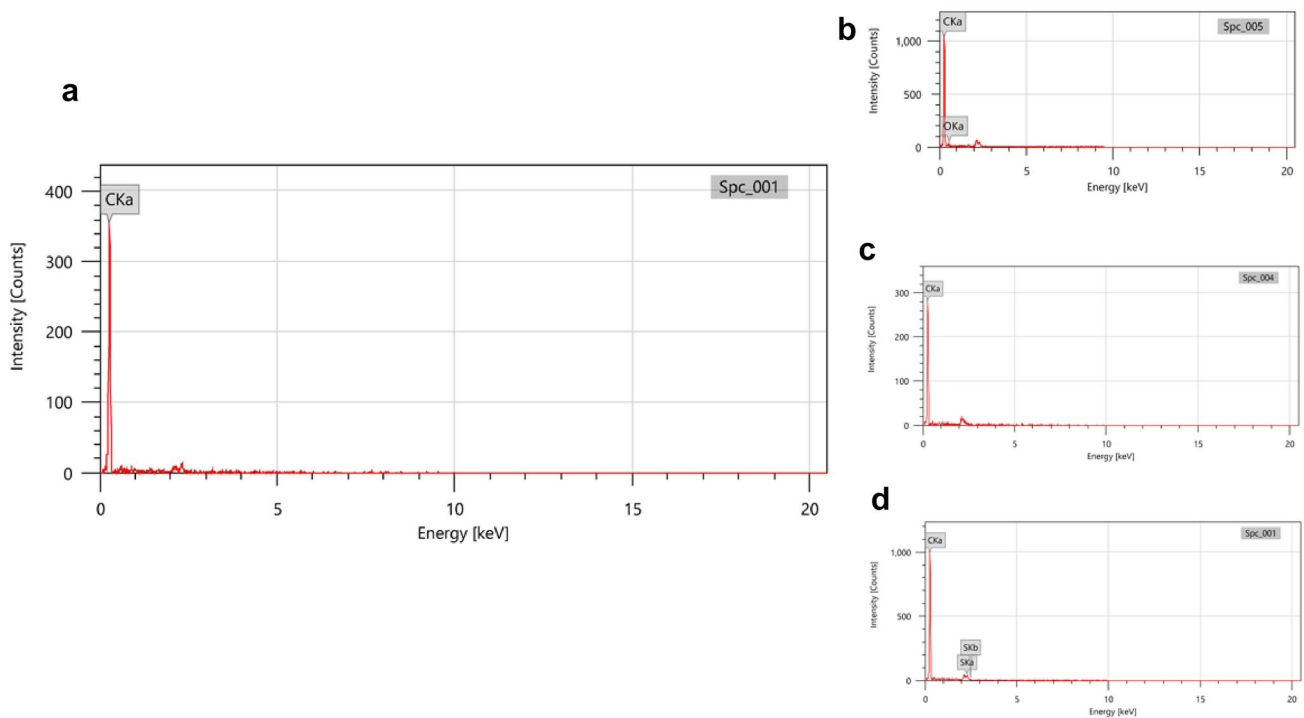 a
Intensity [Counts]
400
300
200
100
0
CKa
Spc_001
0 5 10 15 20
Energy [keV]
b
Intensity [Counts]
1,000
500
0
CKa
OKa
Spc_005
0 5 10 15 20
Energy [keV]
c
Intensity [Counts]
300
200
100
0
CKa
Spc_004
0 5 10 15 20
Energy [keV]
d
Intensity [Counts]
1,000
500
0
CKa
SKb
SKa
Spc_001
0 5 10 15 20
Energy [keV]